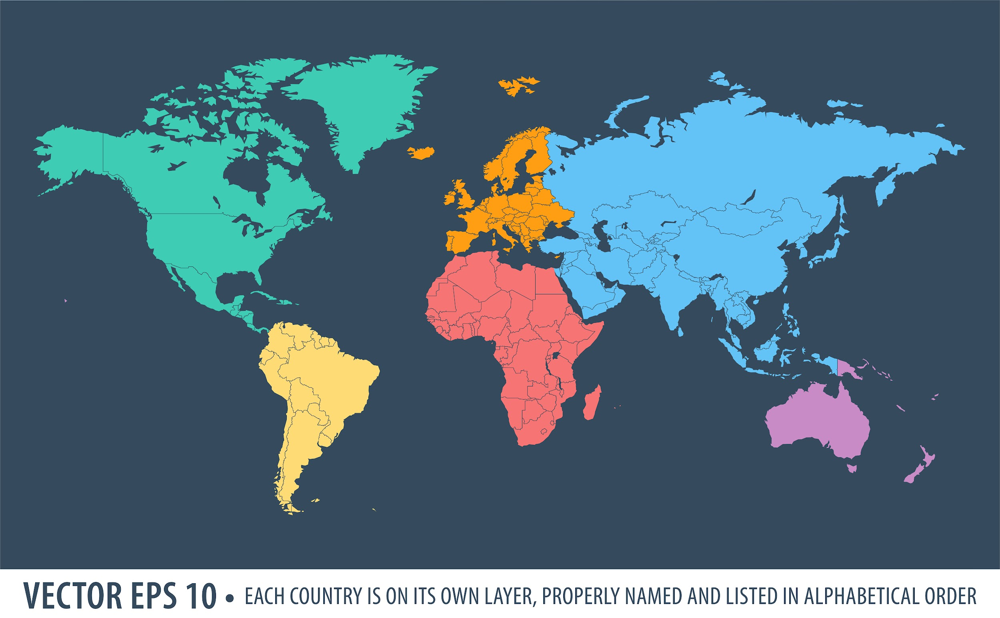 VECTOR EPS 10 • EACH COUNTRY IS ON ITS OWN LAYER, PROPERLY NAMED AND LISTED IN ALPHABETICAL ORDER